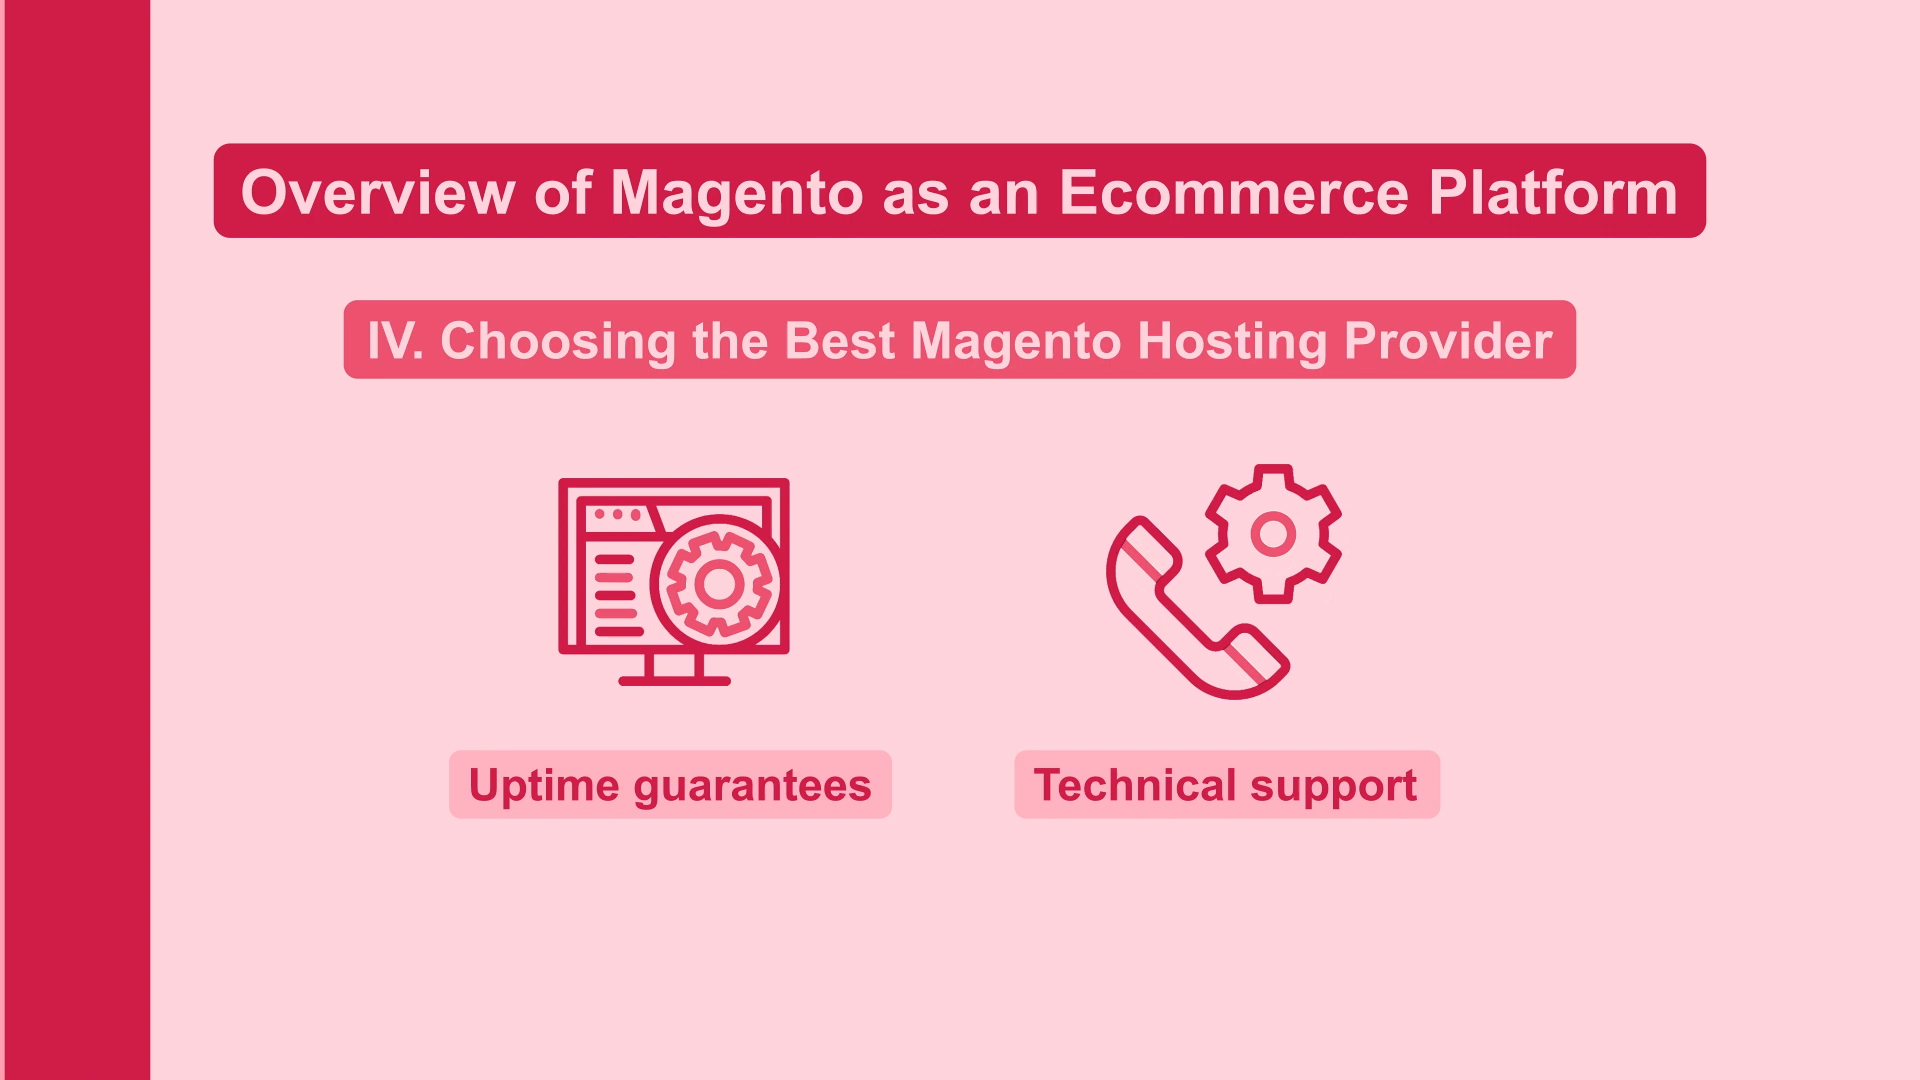 Overview of Magento as an Ecommerce Platform
IV. Choosing the Best Magento Hosting Provider
Uptime guarantees
Technical support